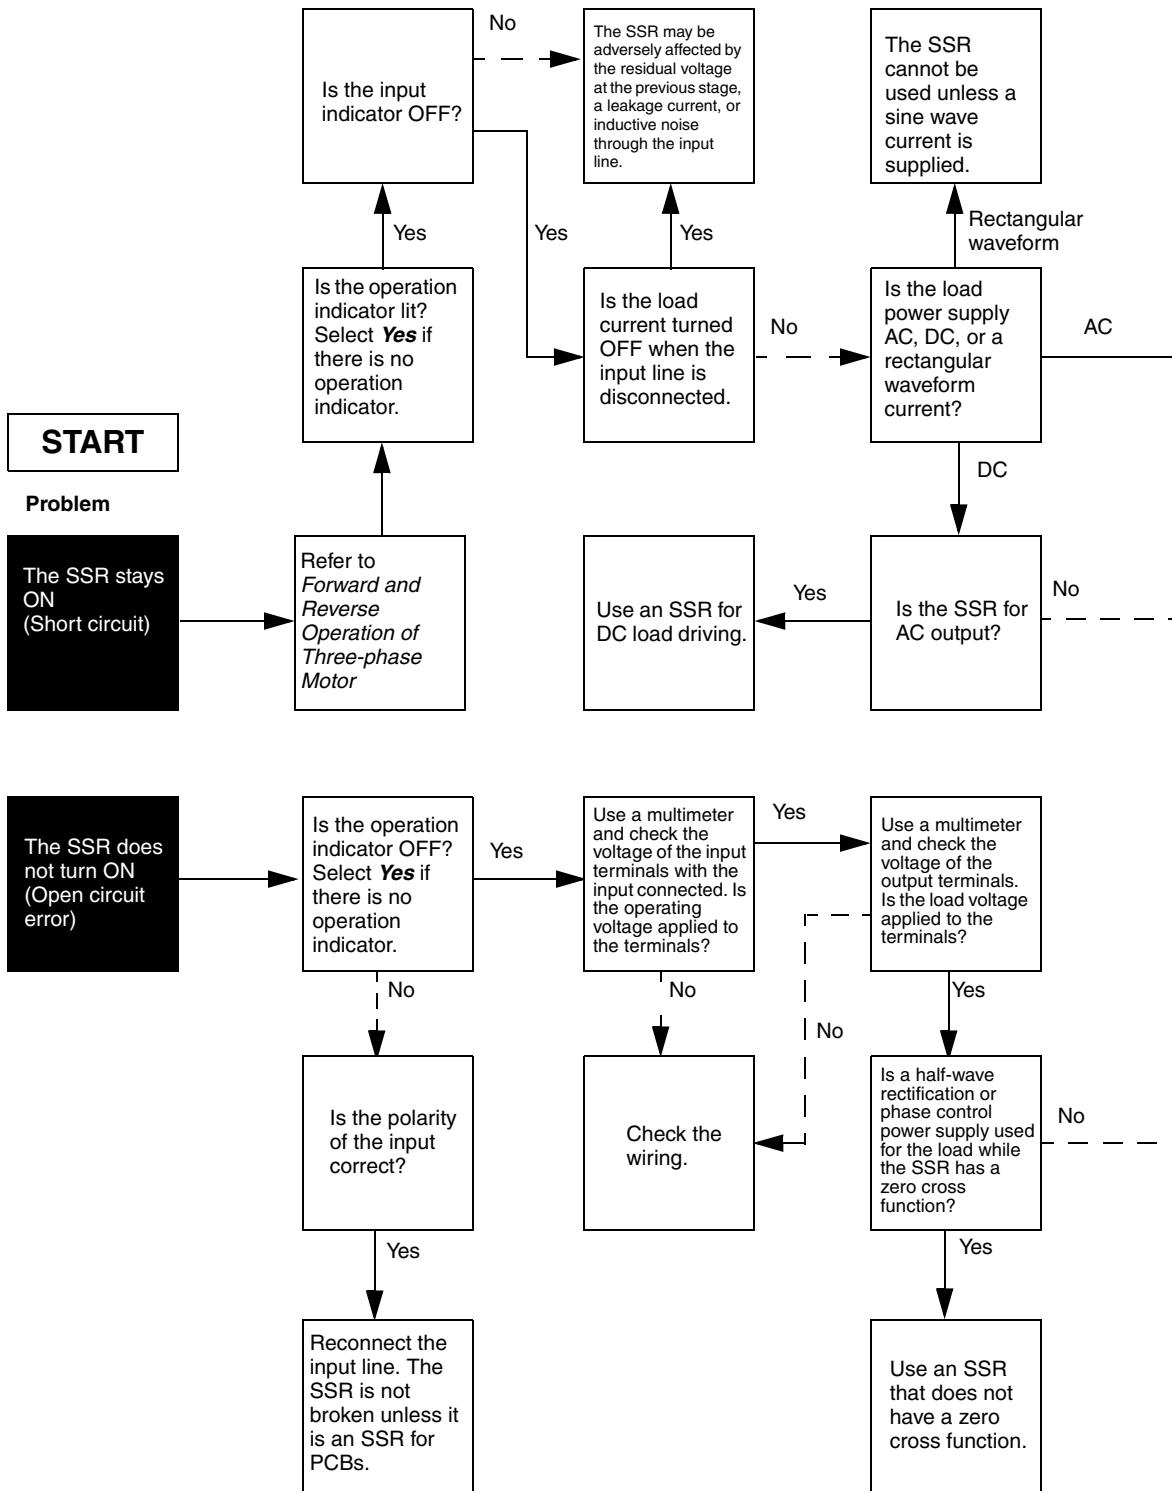 No
Is the input
indicator OFF?
The SSR may be
adversely affected by
the residual voltage
at the previous stage,
a leakage current, or
inductive noise
through the input
line.
The SSR
cannot be
used unless a
sine wave
current is
supplied.
Yes
Yes
Yes
Rectangular
waveform
Is the operation
indicator lit?
Select Yes if
there is no
operation
indicator.
Is the load
current turned
OFF when the
input line is
disconnected.
No
Is the load
power supply
AC, DC, or a
rectangular
waveform
current?
AC
START
DC
Problem
The SSR stays
ON
(Short circuit)
Refer to
Forward and
Reverse
Operation of
Three-phase
Motor
Use an SSR for
DC load driving.
Yes
Is the SSR for
AC output?
No
The SSR does
not turn ON
(Open circuit
error)
Is the operation
indicator OFF?
Select Yes if
there is no
operation
indicator.
Yes
Use a multimeter
and check the
voltage of the input
terminals with the
input connected. Is
the operating
voltage applied to
the terminals?
Yes
Use a multimeter
and check the
voltage of the
output terminals.
Is the load voltage
applied to the
terminals?
No
No
No
Yes
Is the polarity
of the input
correct?
Check the
wiring.
Is a half-wave
rectification or
phase control
power supply used
for the load while
the SSR has a
zero cross
function?
No
Yes
Yes
Reconnect the
input line. The
SSR is not
broken unless it
is an SSR for
PCBs.
Use an SSR
that does not
have a zero
cross function.